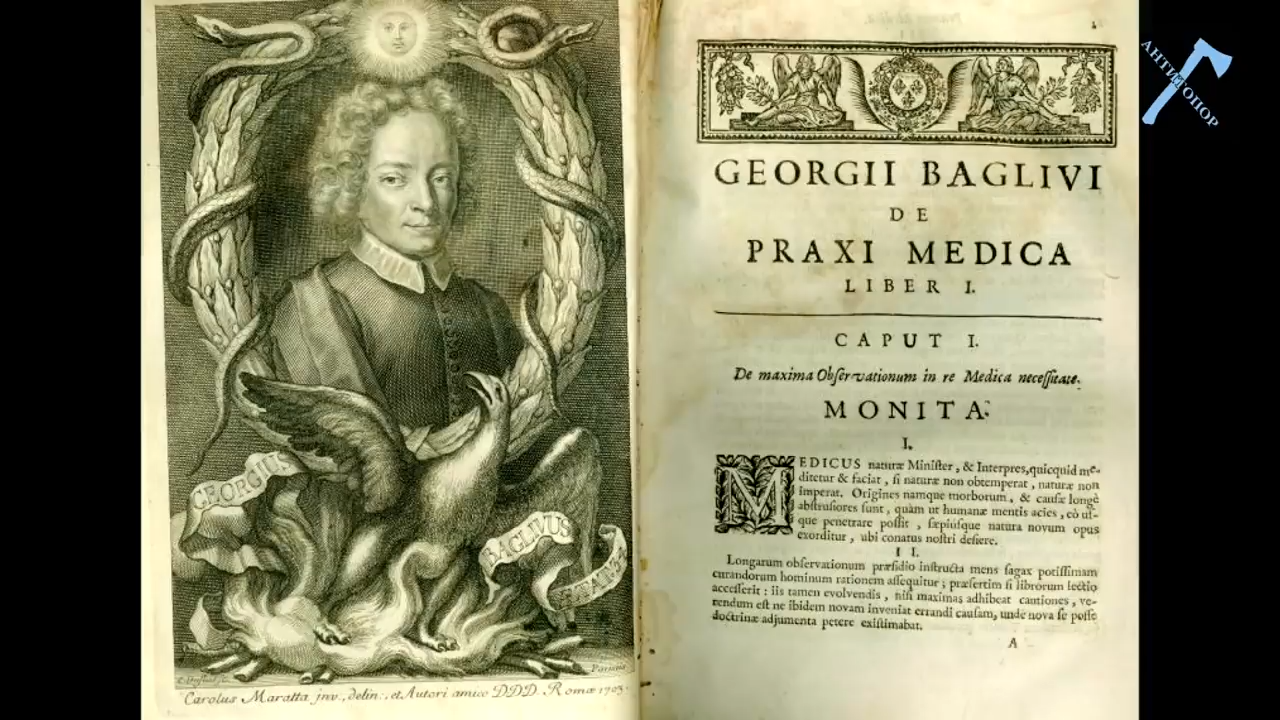 GEORGIUS
BAGLIVUS
Parisiis
Carolus Maratta inv., delin:, et Autori amico D.D.D. Romæ 1703.
GEORGII BAGLIVI
DE
PRAXI MEDICA
LIBER I.
CAPUT I.
De maxima Obſervationum in re Medica neceſſitate.
MONITA.
I.
MEDICUS naturæ Miniſter, & Interpres, quicquid me-
ditetur & faciat, ſi naturæ non obtemperat, naturæ non
imperat. Origines namque morborum, & cauſæ longè
abſtruſiores ſunt, quàm ut humanæ mentis acies, eò uſ-
que penetrare poſſit, ſæpiuſque natura novum opus
exorditur, ubi conatus noſtri deſiere.
II.
Longarum obſervationum præſidio inſtructa mens ſagax potiſſimam
curandorum hominum rationem aſſequitur; præſertim ſi librorum lectio
acceſſerit: iis tamen evolvendis, niſi maximas adhibeat cautiones, ve-
rendum eſt ne ibidem novam inveniat errandi cauſam, unde nova ſe poſſe
doctrinæ adjumenta petere exiſtimabat.
A
АНТИТОПОР